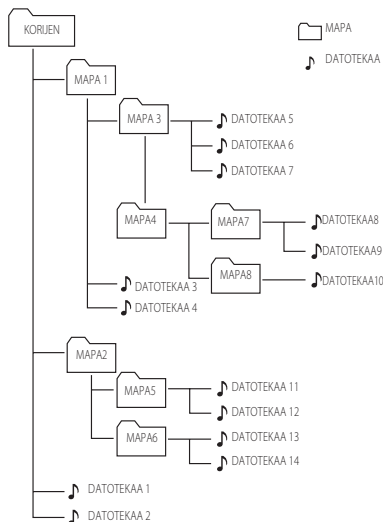 KORIJEN
MAPA
DATOTEKAA
MAPA 1
MAPA 3
DATOTEKAA 5
DATOTEKAA 6
DATOTEKAA 7
MAPA4
MAPA7
DATOTEKAA8
DATOTEKAA9
MAPA8
DATOTEKAA10
DATOTEKAA 3
DATOTEKAA 4
MAPA2
MAPA5
DATOTEKAA 11
DATOTEKAA 12
MAPA6
DATOTEKAA 13
DATOTEKAA 14
DATOTEKAA 1
DATOTEKAA 2